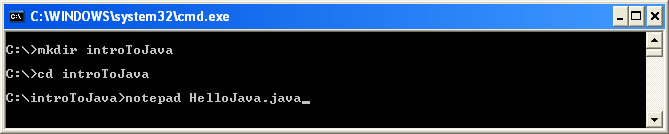 C:\WINDOWS\system32\cmd.exe
C:\>mkdir introToJava
C:\>cd introToJava
C:\introToJava>notepad HelloJava.java_